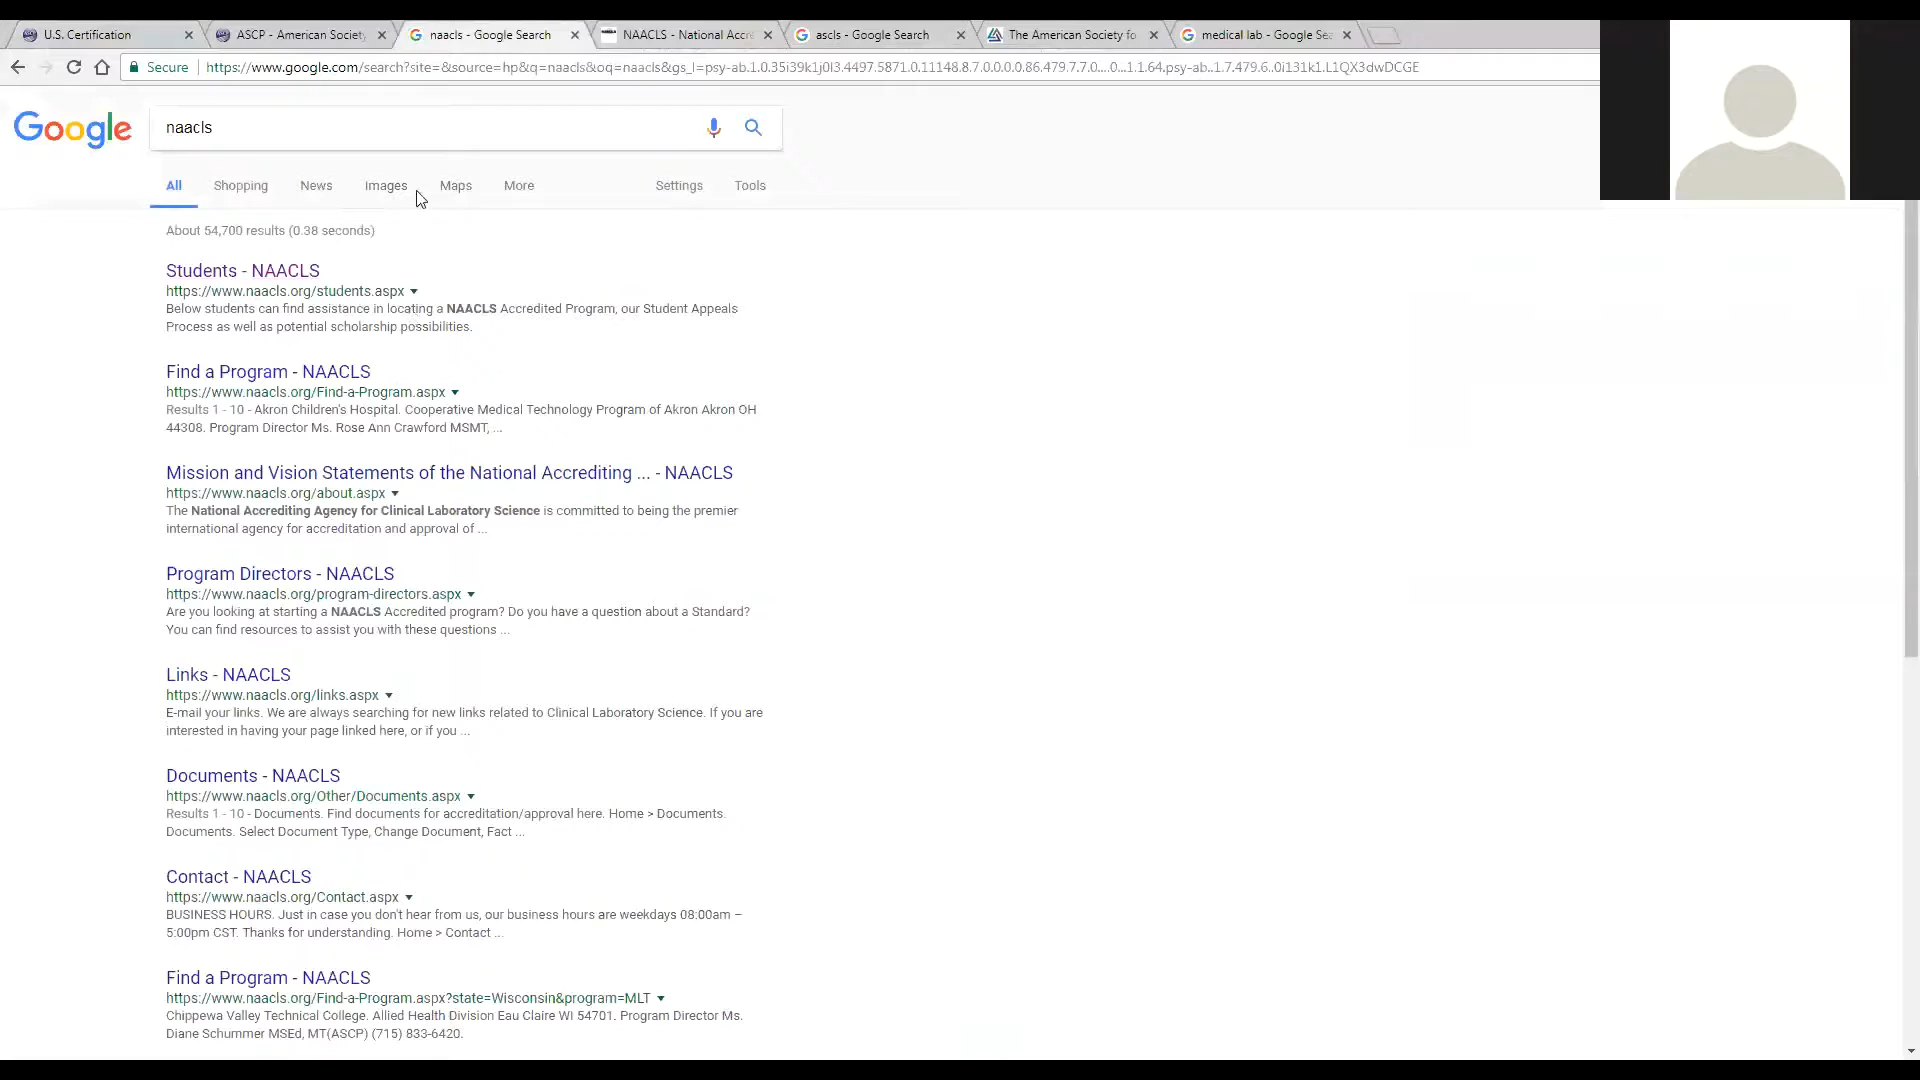 U.S. Certification
ASCP - American Society
naacls - Google Search
NAACLS - National Accre
ascls - Google Search
The American Society fo
medical lab - Google Sea
Secure
https://www.google.com/search?site=&source=hp&q=naacls&oq=naacls&gs_l=psy-ab.1.0.35i39k1j0l3.4497.5871.0.11148.8.7.0.0.0.0.86.479.7.7.0....0...1.1.64.psy-ab..1.7.479.6..0i131k1.L1QX3dwDCGE
Google
naacls
All Shopping News Images Maps More Settings Tools
About 54,700 results (0.38 seconds)
Students - NAACLS
https://www.naacls.org/students.aspx
Below students can find assistance in locating a NAACLS Accredited Program, our Student Appeals
Process as well as potential scholarship possibilities.
Find a Program - NAACLS
https://www.naacls.org/Find-a-Program.aspx
Results 1 - 10 - Akron Children's Hospital. Cooperative Medical Technology Program of Akron Akron OH
44308. Program Director Ms. Rose Ann Crawford MSMT, ...
Mission and Vision Statements of the National Accrediting ... - NAACLS
https://www.naacls.org/about.aspx
The National Accrediting Agency for Clinical Laboratory Science is committed to being the premier
international agency for accreditation and approval of ...
Program Directors - NAACLS
https://www.naacls.org/program-directors.aspx
Are you looking at starting a NAACLS Accredited program? Do you have a question about a Standard?
You can find resources to assist you with these questions ...
Links - NAACLS
https://www.naacls.org/links.aspx
E-mail your links. We are always searching for new links related to Clinical Laboratory Science. If you are
interested in having your page linked here, or if you ...
Documents - NAACLS
https://www.naacls.org/Other/Documents.aspx
Results 1 - 10 - Documents. Find documents for accreditation/approval here. Home > Documents.
Documents. Select Document Type, Change Document, Fact ...
Contact - NAACLS
https://www.naacls.org/Contact.aspx
BUSINESS HOURS. Just in case you don't hear from us, our business hours are weekdays 08:00am –
5:00pm CST. Thanks for understanding. Home > Contact ...
Find a Program - NAACLS
https://www.naacls.org/Find-a-Program.aspx?state=Wisconsin&program=MLT
Chippewa Valley Technical College. Allied Health Division Eau Claire WI 54701. Program Director Ms.
Diane Schummer MSEd, MT(ASCP) (715) 833-6420.